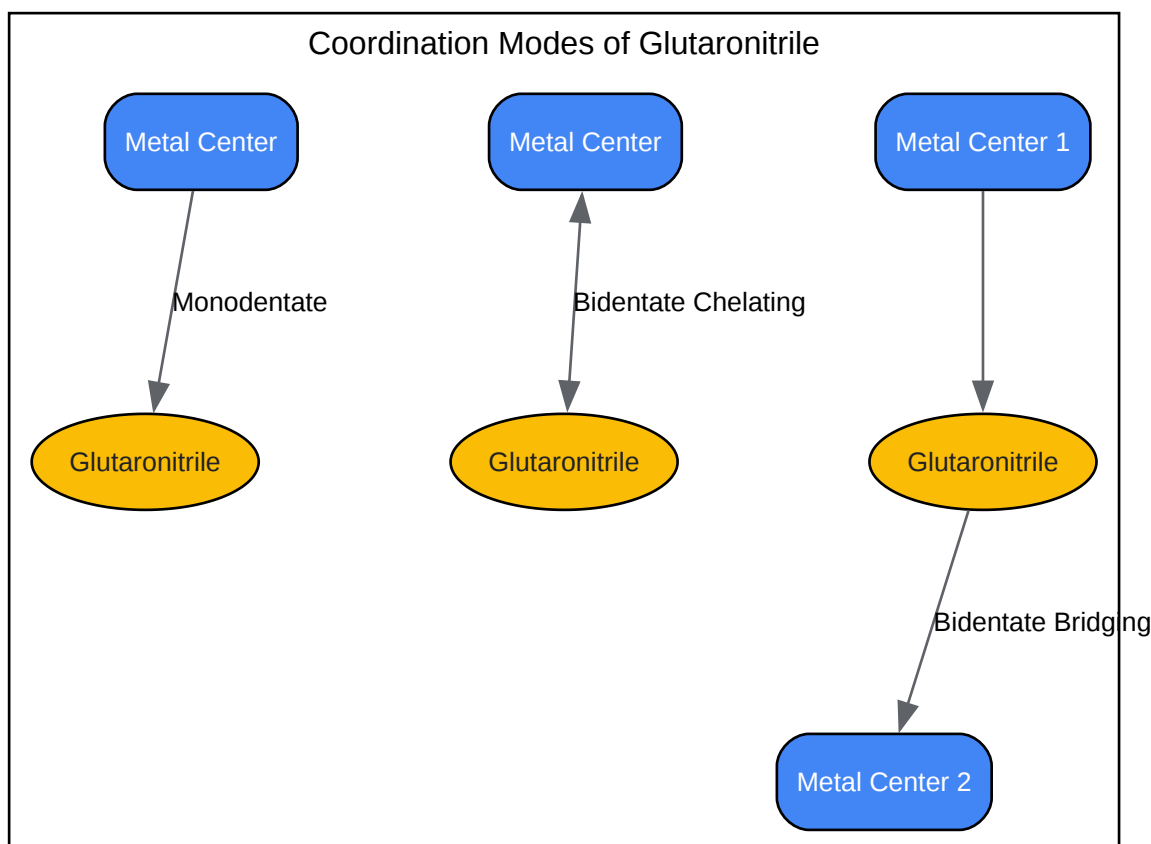 Coordination Modes of Glutaronitrile
Metal Center
Metal Center
Metal Center 1
Monodentate
Bidentate Chelating
Glutaronitrile
Glutaronitrile
Glutaronitrile
Bidentate Bridging
Metal Center 2